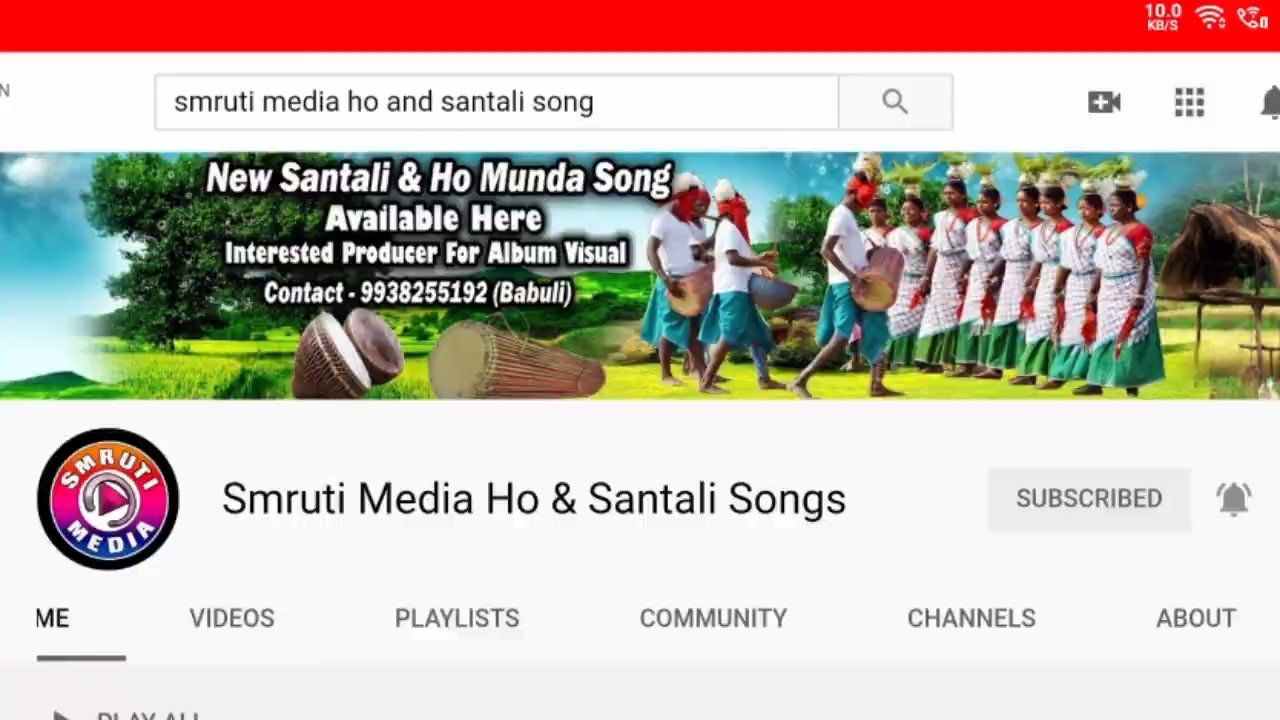 10.0
KB/S
N
smruti media ho and santali song
New Santali & Ho Munda Song
Available Here
Interested Producer For Album Visual
Contact - 9938255192 (Babuli)
SMRUTI
MEDIA
Smruti Media Ho & Santali Songs
SUBSCRIBED
ME
VIDEOS
PLAYLISTS
COMMUNITY
CHANNELS
ABOUT
PLAY ALL